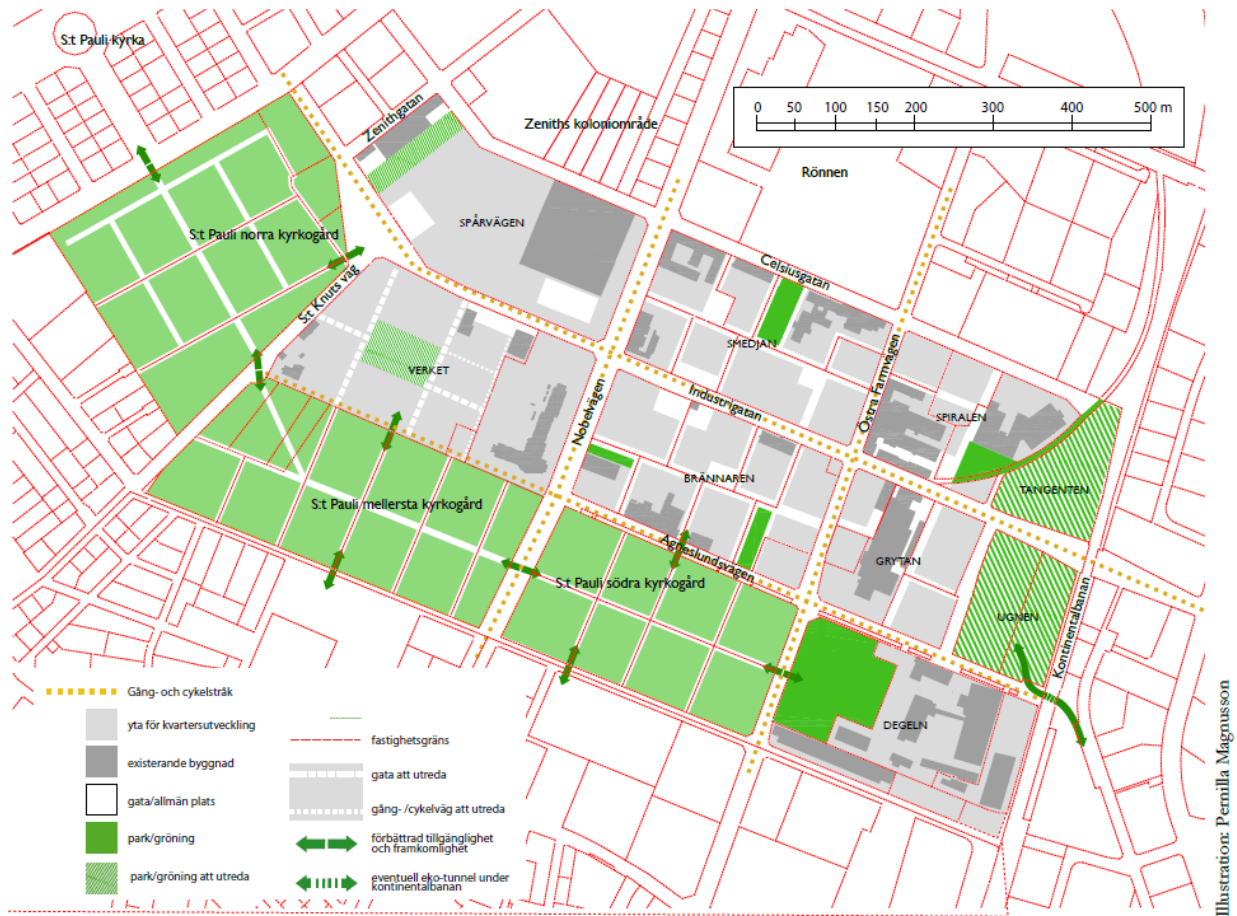 S:t Pauli kyrka
Zenithgatan
Zeniths koloniområde
0 50 100 150 200 300 400 500 m
Rönnen
S:t Pauli norra kyrkogård
SPÅRVÄGEN
S:t Knuts väg
Celsiusgatan
SMEDJAN
VERKET
Industrigatan
Nobelvägen
Östra Farmvägen
SPIRALEN
BRÄNNAREN
TANGENTEN
S:t Pauli mellersta kyrkogård
Agneslundsvägen
GRYTAN
S:t Pauli södra kyrkogård
UGNEN
Kontinentalbanan
DEGELN
Gång- och cykelstråk
yta för kvartersutveckling
existerande byggnad
gata/allmän plats
park/gröning
park/gröning att utreda
fastighetsgräns
gata att utreda
gång- /cykelväg att utreda
förbättrad tillgänglighet
och framkomlighet
eventuell eko-tunnel under
kontinentalbanan
Illustration: Pernilla Magnusson